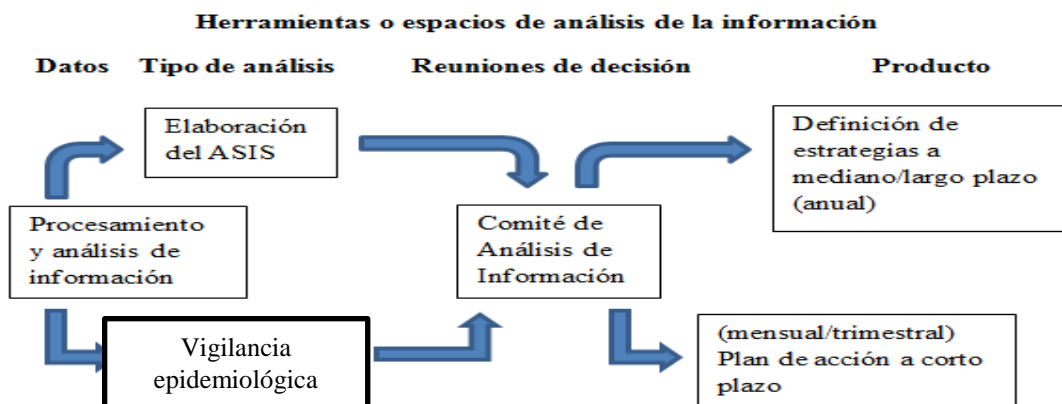 Herramientas o espacios de análisis de la información
Datos Tipo de análisis Reuniones de decisión Producto
Elaboración
del ASIS
Definición de
estrategias a
mediano/largo plazo
(anual)
Procesamiento
y análisis de
información
Comité de
Análisis de
Información
Vigilancia
epidemiológica
(mensual/trimestral)
Plan de acción a corto
plazo